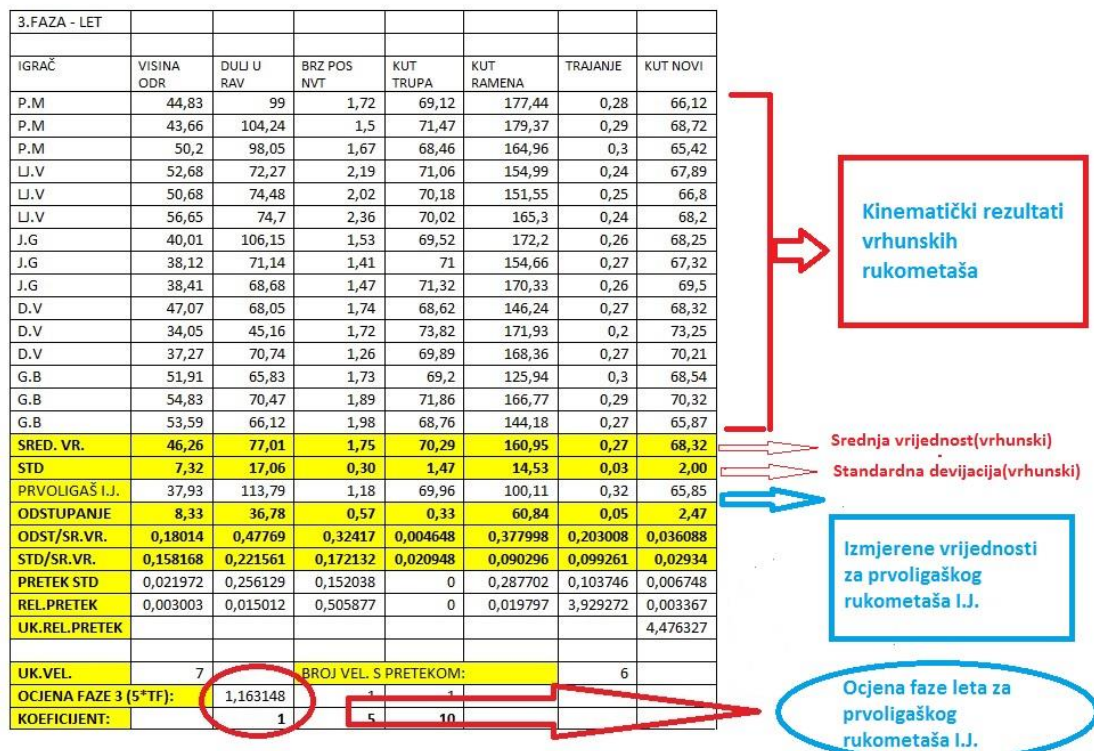 3.FAZA - LET
IGRAČ VISINA ODR DULJ U RAV BRZ POS NVT KUT TRUPA KUT RAMENA TRAJANJE KUT NOVI
P.M 44,83 99 1,72 69,12 177,44 0,28 66,12
P.M 43,66 104,24 1,5 71,47 179,37 0,29 68,72
P.M 50,2 98,05 1,67 68,46 164,96 0,3 65,42
LJ.V 52,68 72,27 2,19 71,06 154,99 0,24 67,89
LJ.V 50,68 74,48 2,02 70,18 151,55 0,25 66,8
LJ.V 56,65 74,7 2,36 70,02 165,3 0,24 68,2
J.G 40,01 106,15 1,53 69,52 172,2 0,26 68,25
J.G 38,12 71,14 1,41 71 154,66 0,27 67,32
J.G 38,41 68,68 1,47 71,32 170,33 0,26 69,5
D.V 47,07 68,05 1,74 68,62 146,24 0,27 68,32
D.V 34,05 45,16 1,72 73,82 171,93 0,2 73,25
D.V 37,27 70,74 1,26 69,89 168,36 0,27 70,21
G.B 51,91 65,83 1,73 69,2 125,94 0,3 68,54
G.B 54,83 70,47 1,89 71,86 166,77 0,29 70,32
G.B 53,59 66,12 1,98 68,76 144,18 0,27 65,87
SRED. VR. 46,26 77,01 1,75 70,29 160,95 0,27 68,32
STD 7,32 17,06 0,30 1,47 14,53 0,03 2,00
PRVOLIGAŠ I.J. 37,93 113,79 1,18 69,96 100,11 0,32 65,85
ODSTUPANJE 8,33 36,78 0,57 0,33 60,84 0,05 2,47
ODST/SR.VR. 0,18014 0,47769 0,32417 0,004648 0,377998 0,203008 0,036088
STD/SR.VR. 0,158168 0,221561 0,172132 0,020948 0,090296 0,099261 0,02934
PRETEK STD 0,021972 0,256129 0,152038 0 0,287702 0,103746 0,006748
REL.PRETEK 0,003003 0,015012 0,505877 0 0,019797 3,929272 0,003367
UK.REL.PRETEK 4,476327
UK.VEL. 7 BROJ VEL. S PRETEKOM: 6
OCJENA FAZE 3 (5*TF): 1,163148 1 1
KOEFICIJENT: 1 5 10
Kinematički rezultati
vrhunskih
rukometaša
Srednja vrijednost(vrhunski)
-
Standardna devijacija(vrhunski)
Izmjerene vrijednosti
za prvoligaškog
rukometaša I.J.
Ocjena faze leta za
prvoligaškog
rukometaša I.J.